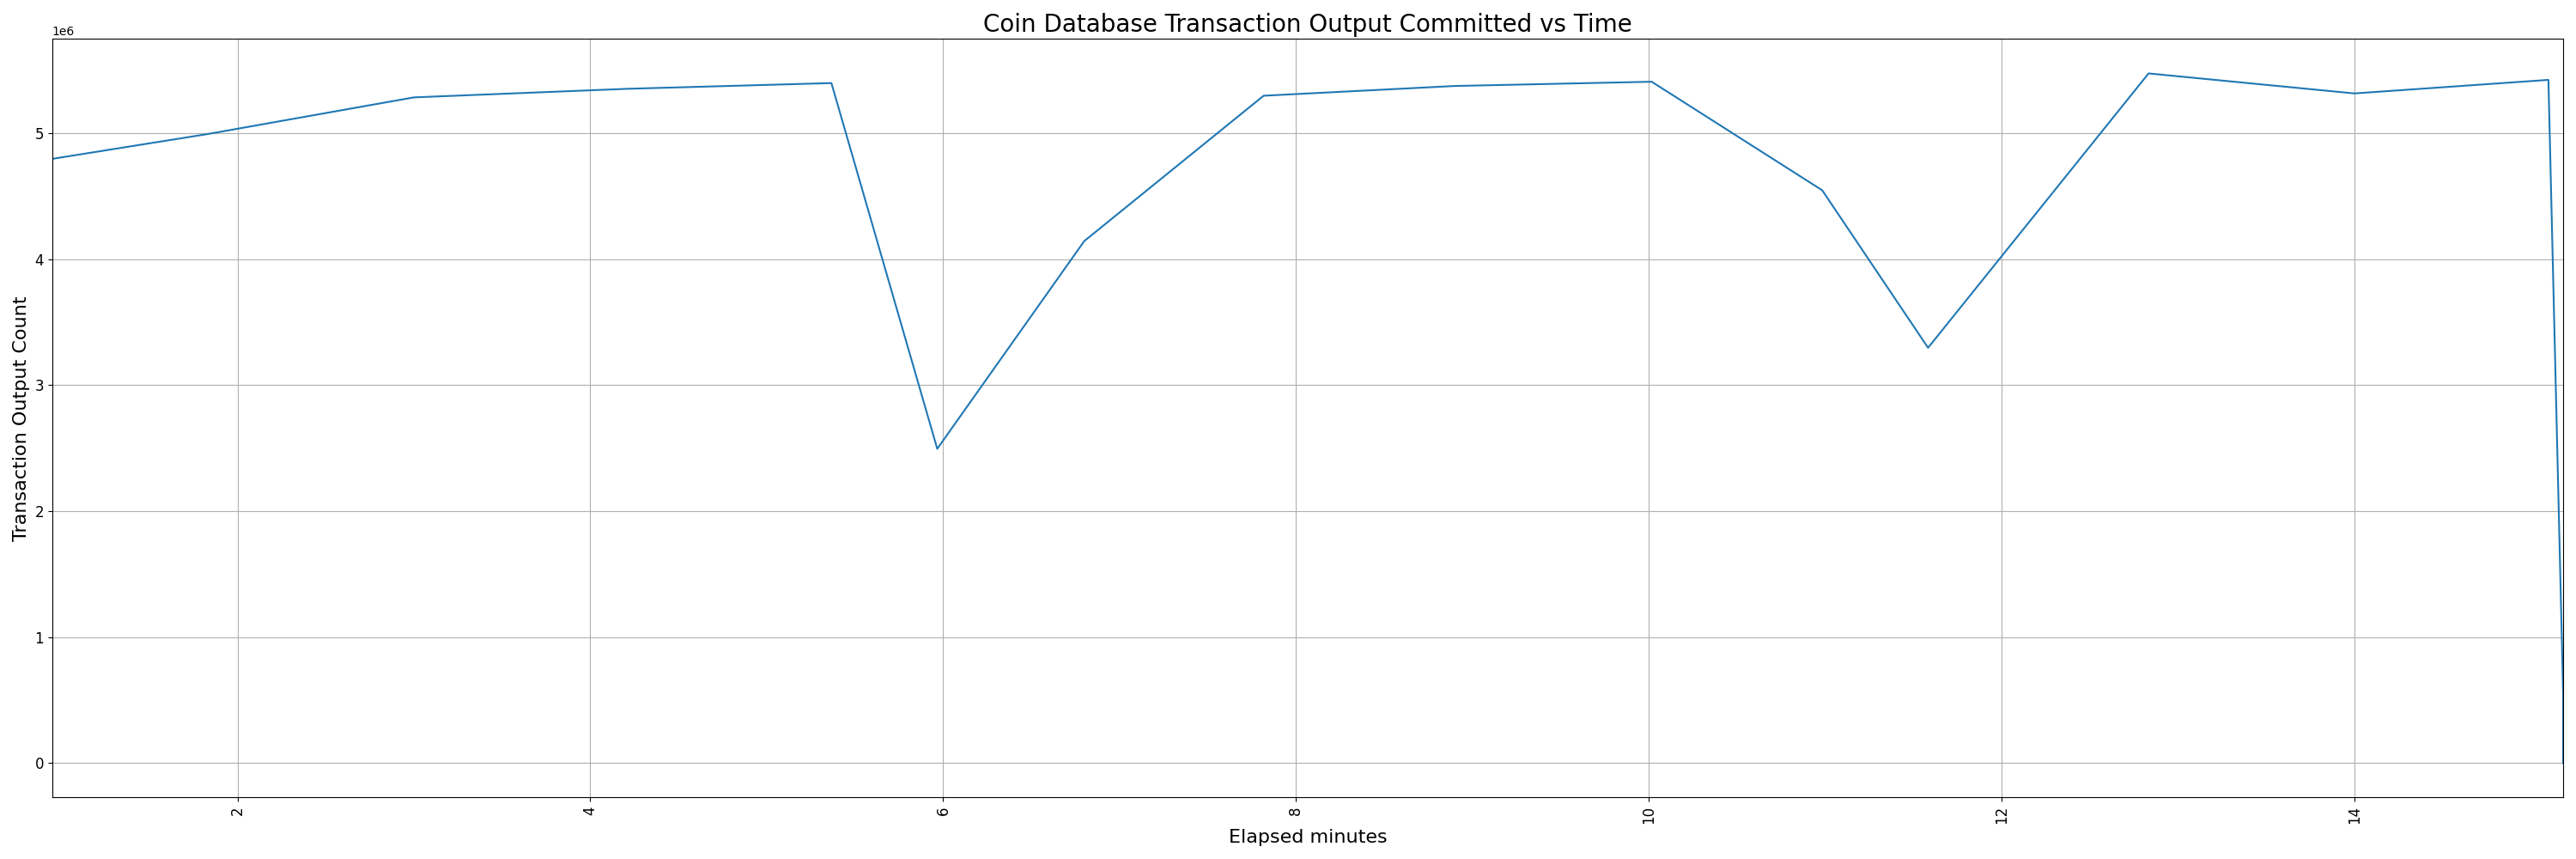 Coin Database Transaction Output Committed vs Time
1e6
5
4
3
2
1
0
Transaction Output Count
2 4 6 8 10 12 14
Elapsed minutes